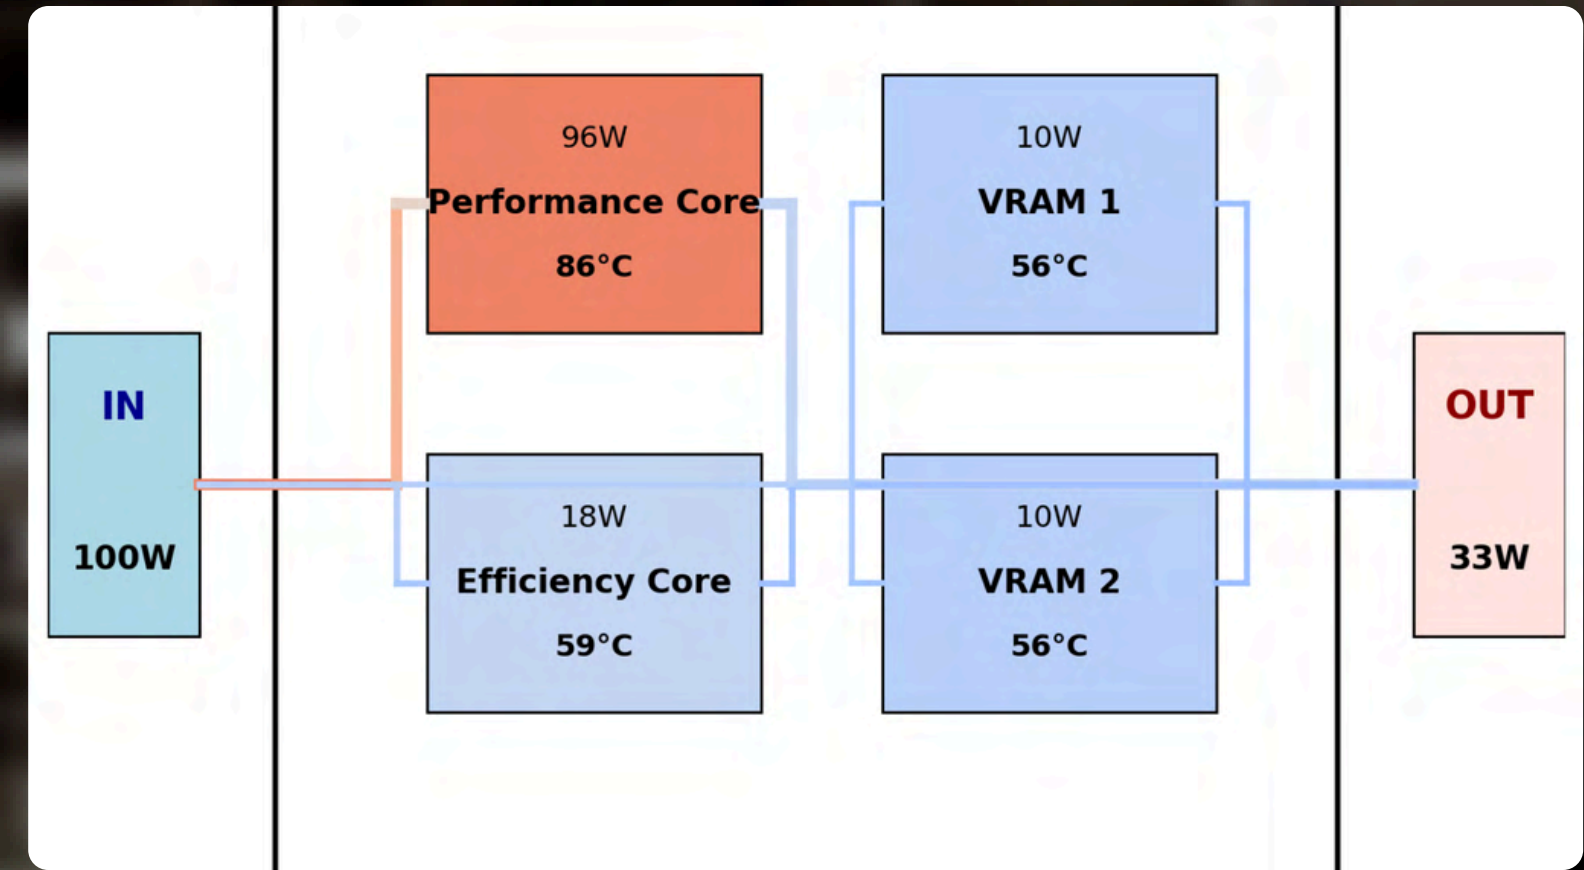 IN
100W
96W
Performance Core
86°C
18W
Efficiency Core
59°C
10W
VRAM 1
56°C
10W
VRAM 2
56°C
OUT
33W